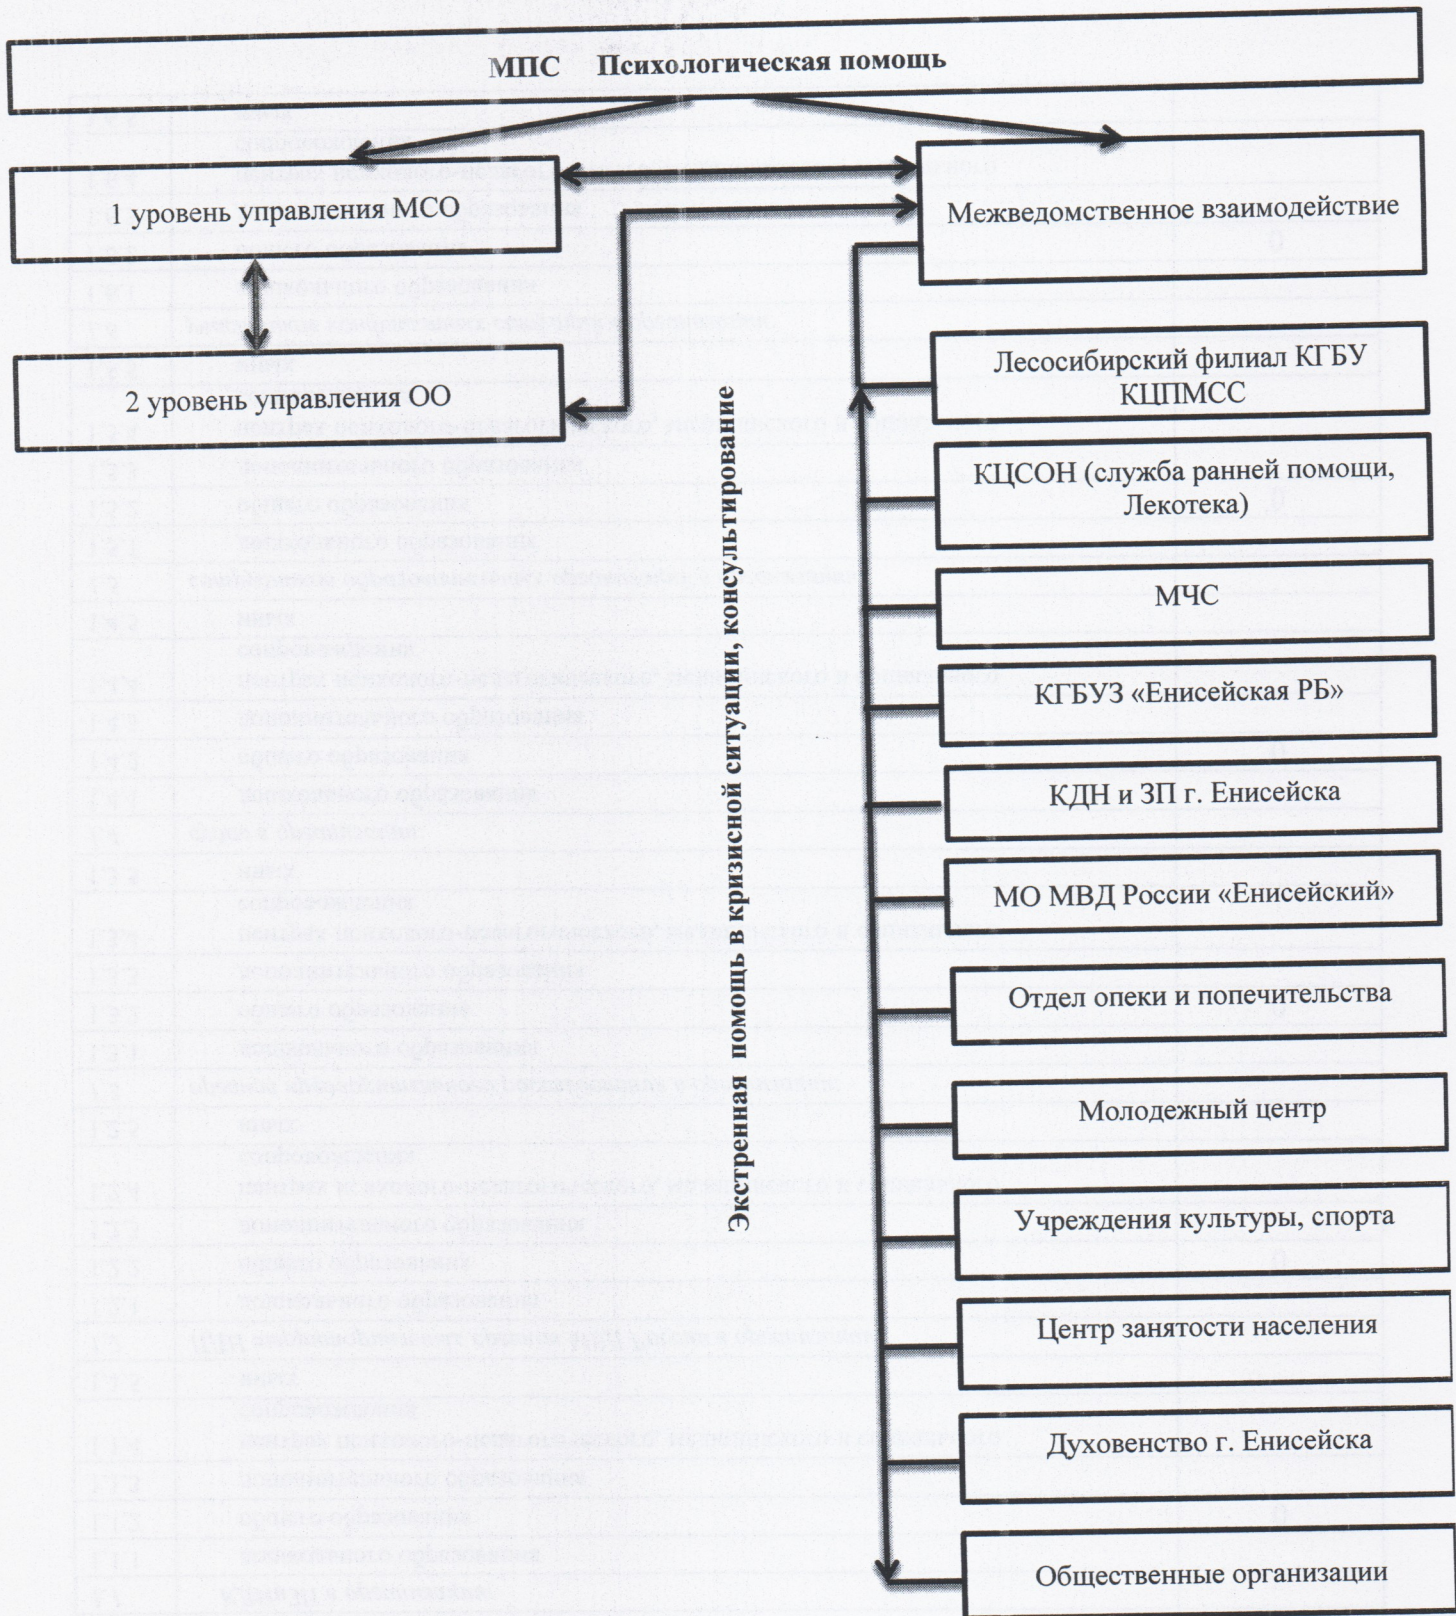 МПС Психологическая помощь
1 уровень управления МСО
Межведомственное взаимодействие
2 уровень управления ОО
Экстренная помощь в кризисной ситуации, консультирование
Лесосибирский филиал КГБУ
КЦПМСС
КЦСОН (служба ранней помощи,
Лекотека)
МЧС
КГБУЗ «Енисейская РБ»
КДН и ЗП г. Енисейска
МО МВД России «Енисейский»
Отдел опеки и попечительства
Молодежный центр
Учреждения культуры, спорта
Центр занятости населения
Духовенство г. Енисейска
Общественные организации